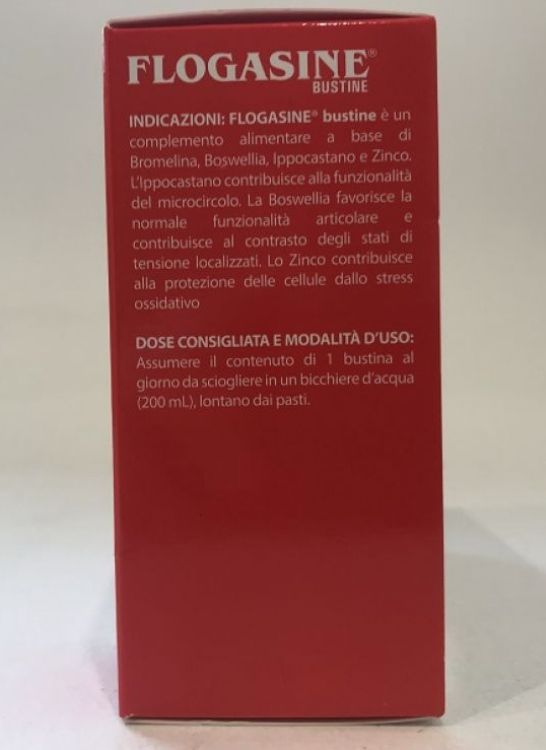 FLOGASINE®
BUSTINE
INDICAZIONI: FLOGASINE® bustine è un
complemento alimentare a base di
Bromelina, Boswellia, Ippocastano e Zinco.
L'Ippocastano contribuisce alla funzionalità
del microcircolo. La Boswellia favorisce la
normale funzionalità articolare e
contribuisce al contrasto degli stati di
tensione localizzati. Lo Zinco contribuisce
alla protezione delle cellule dallo stress
ossidativo
DOSE CONSIGLIATA E MODALITÀ D'USO:
Assumere il contenuto di 1 bustina al
giorno da sciogliere in un bicchiere d'acqua
(200 mL), lontano dai pasti.